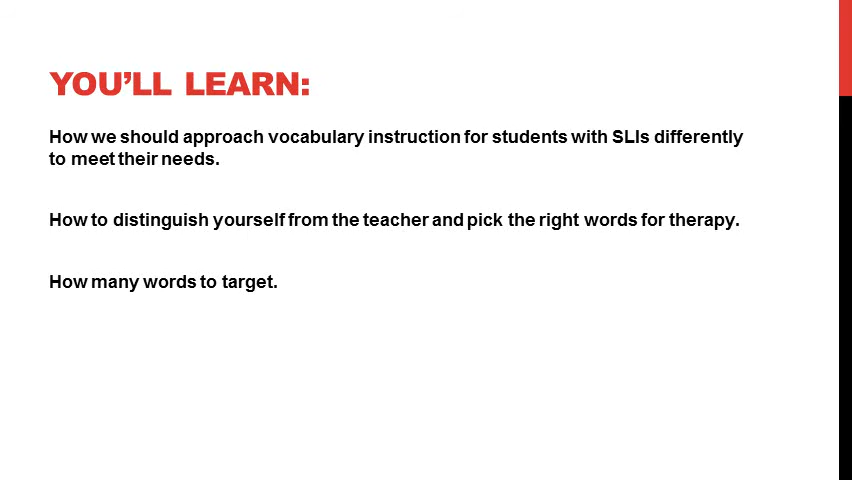 YOU'LL LEARN:
How we should approach vocabulary instruction for students with SLIs differently
to meet their needs.
How to distinguish yourself from the teacher and pick the right words for therapy.
How many words to target.